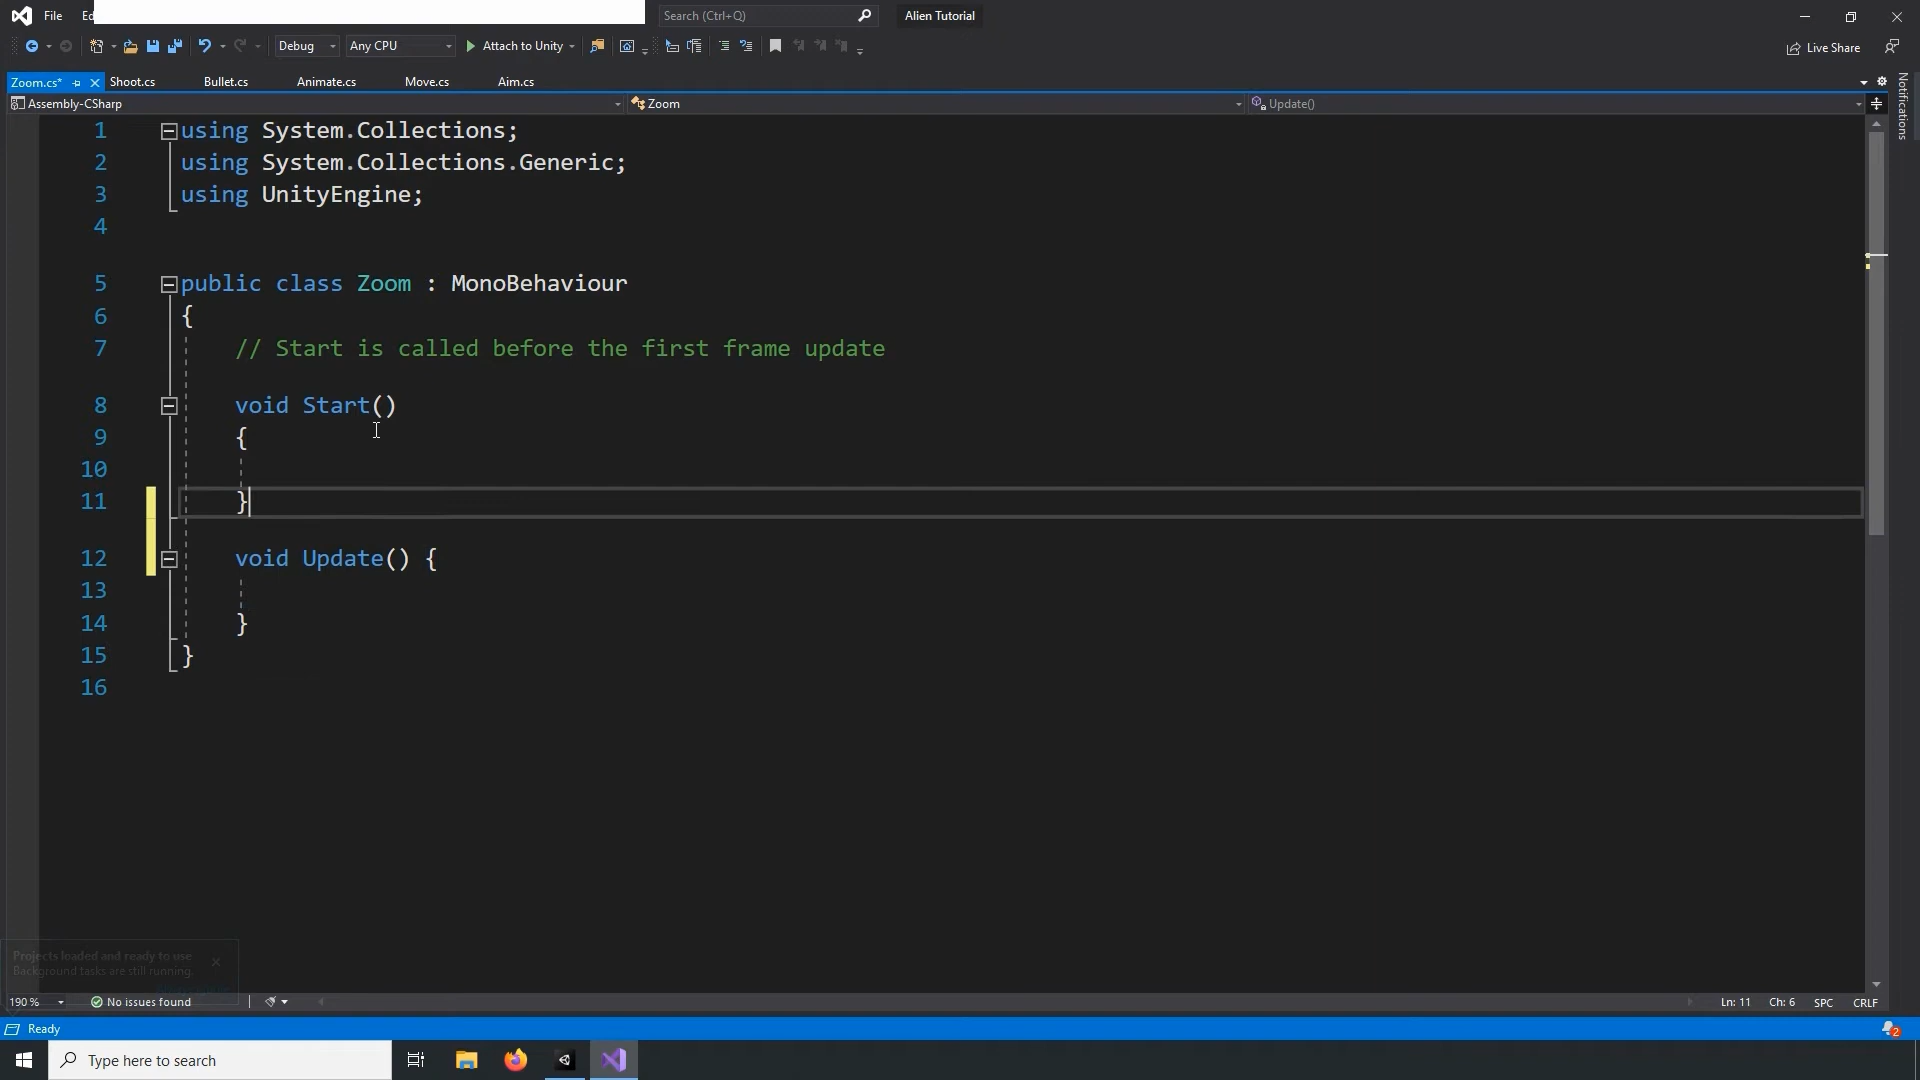 File Ed Search (Ctrl+Q) Alien Tutorial
Debug Any CPU Attach to Unity Live Share
Zoom.cs* Shoot.cs Bullet.cs Animate.cs Move.cs Aim.cs
Assembly-CSharp Zoom Update()
Notifications
1 using System.Collections;
2 using System.Collections.Generic;
3 using UnityEngine;
4
5 public class Zoom : MonoBehaviour
6 {
7 // Start is called before the first frame update
8 void Start()
9 {
10
11 }
12 void Update() {
13
14 }
15 }
16
Projects loaded and ready to use
Background tasks are still running.
190 % No issues found Ln: 11 Ch: 6 SPC CRLF
Ready 2
Type here to search